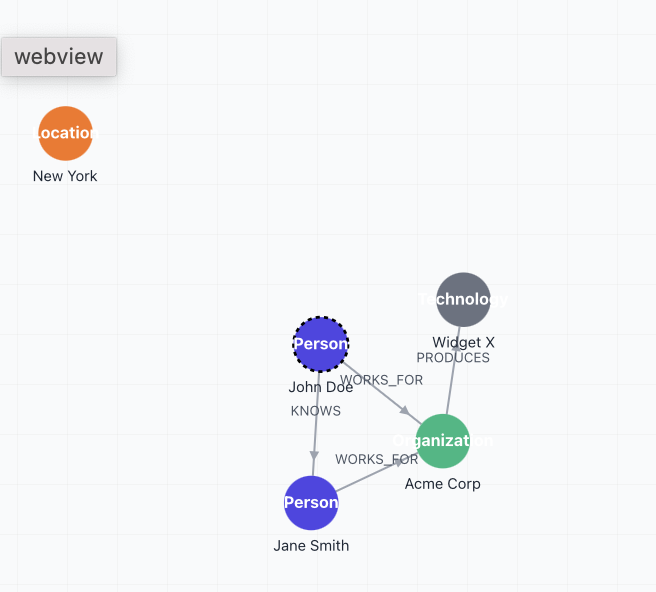 webview
Location
New York
Technology
Widget X
PRODUCES
Person
John Doe
WORKS_FOR
KNOWS
Organization
WORKS_FOR
Acme Corp
Person
Jane Smith